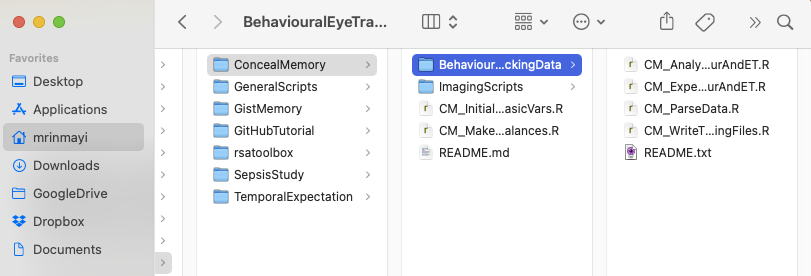 BehaviouralEyeTra...
Favorites
Desktop
Applications
mrinmayi
Downloads
GoogleDrive
Dropbox
Documents
ConcealMemory
GeneralScripts
GistMemory
GitHubTutorial
rsatoolbox
SepsisStudy
TemporalExpectation
Behaviour...ckingData
ImagingScripts
CM_Initial...asicVars.R
CM_Make...alances.R
README.md
CM_Analy...urAndET.R
CM_Expe...urAndET.R
CM_ParseData.R
CM_WriteT...ingFiles.R
README.txt